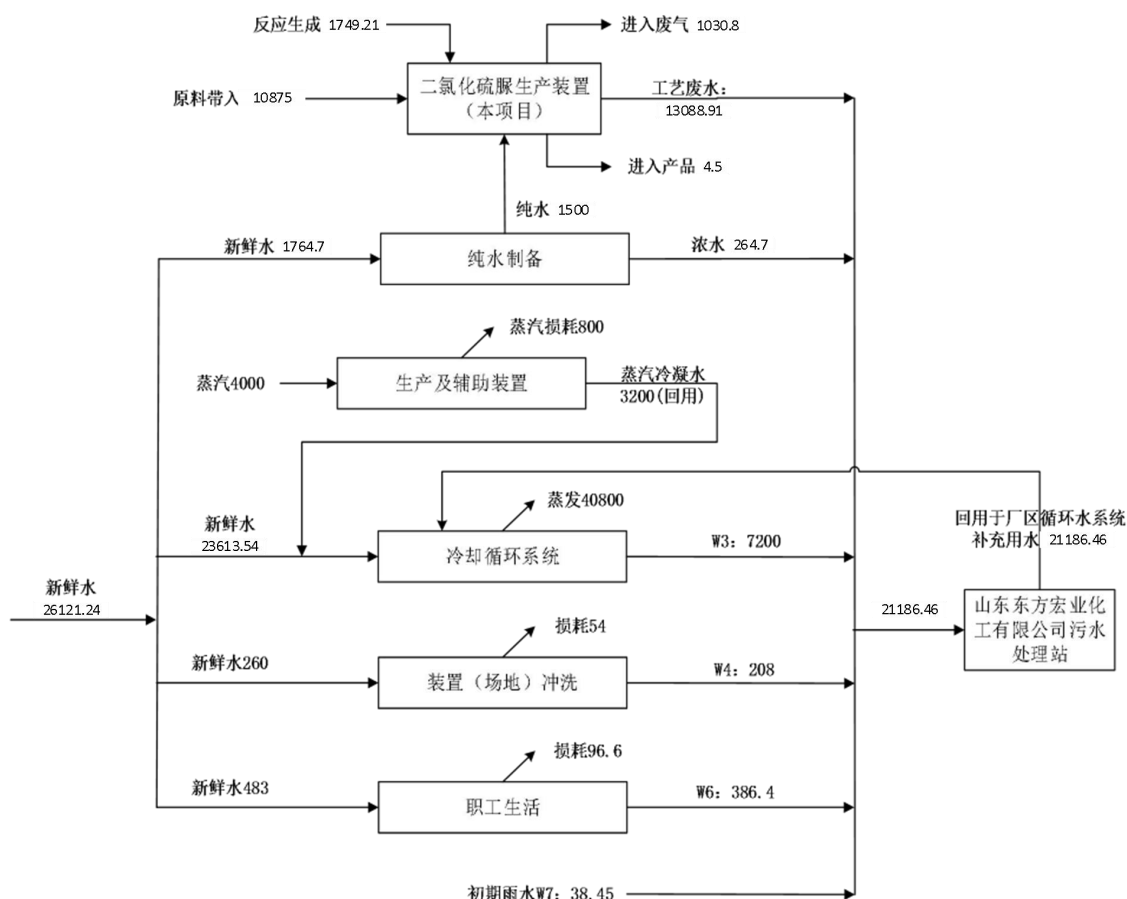 反应生成 1749.21
进入废气 1030.8
原料带入 10875
二氯化硫脲生产装置
（本项目）
工艺废水：
13088.91
进入产品 4.5
纯水 1500
新鲜水 1764.7
纯水制备
浓水 264.7
蒸汽损耗800
蒸汽4000
生产及辅助装置
蒸汽冷凝水
3200(回用)
新鲜水
23613.54
蒸发40800
冷却循环系统
W3：7200
回用于厂区循环水系统
补充用水 21186.46
新鲜水
26121.24
21186.46
山东东方宏业化
工有限公司污水
处理站
新鲜水260
损耗54
装置（场地）冲洗
W4：208
新鲜水483
损耗96.6
职工生活
W6：386.4
初期雨水W7：38.45